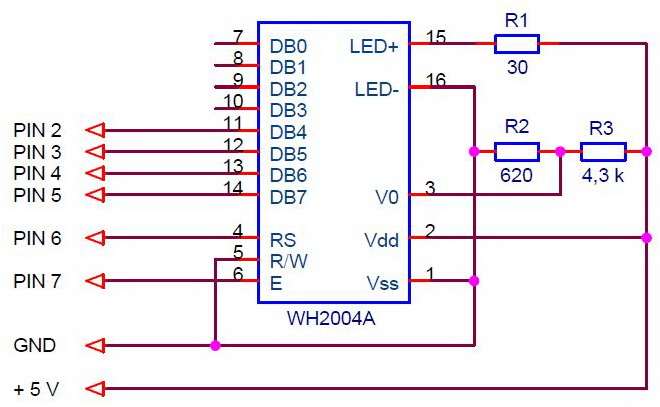 R1
7 DB0 LED+ 15
30
8 DB1
9 DB2 LED- 16
10 DB3
PIN 2 11 DB4 R2 R3
PIN 3 12 DB5
PIN 4 13 DB6 620 4,3 k
PIN 5 14 DB7 V0 3
PIN 6 4 RS Vdd 2
5 R/W
PIN 7 6 E Vss 1
WH2004A
GND
+ 5 V